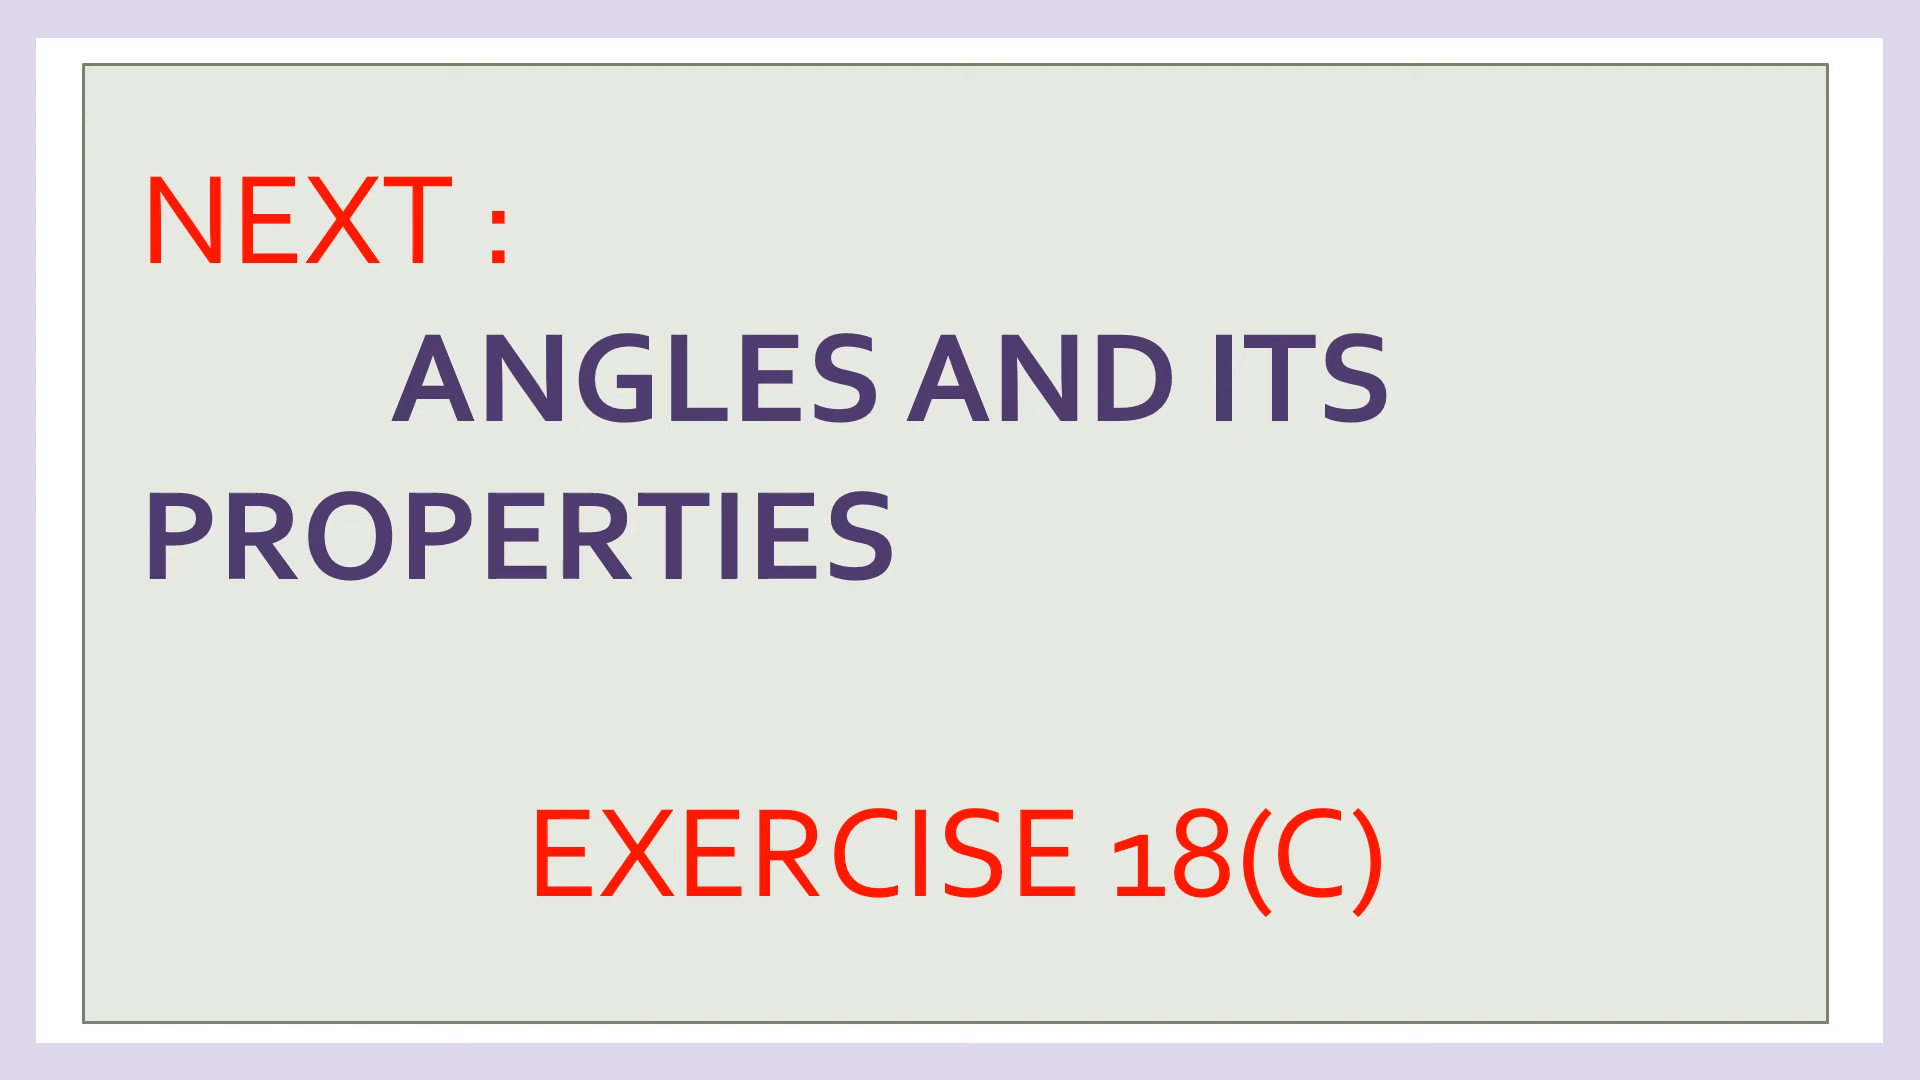 NEXT :
ANGLES AND ITS
PROPERTIES
EXERCISE 18(C)